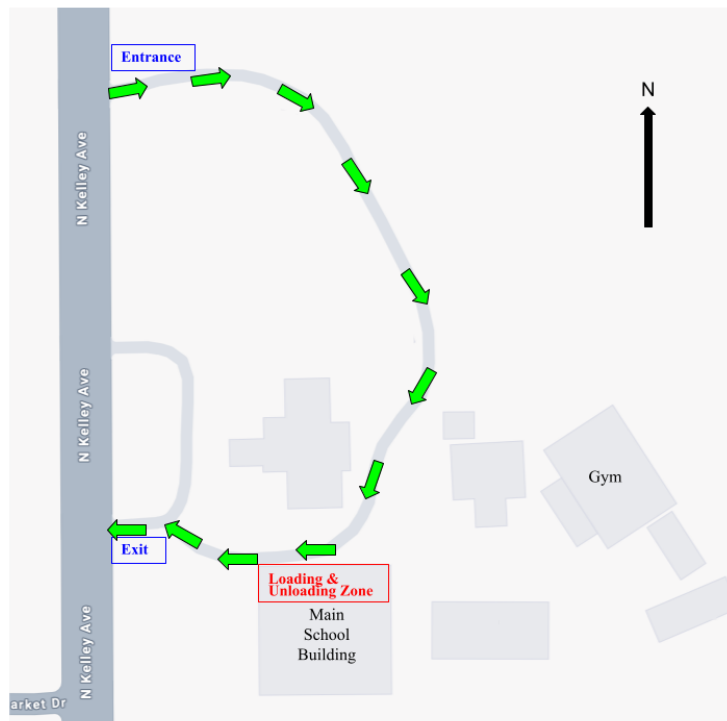 Entrance
N
N Kelley Ave
N Kelley Ave
Gym
Exit
Loading &
Unloading Zone
Main
School
Building
N Kelley Ave
arket Dr